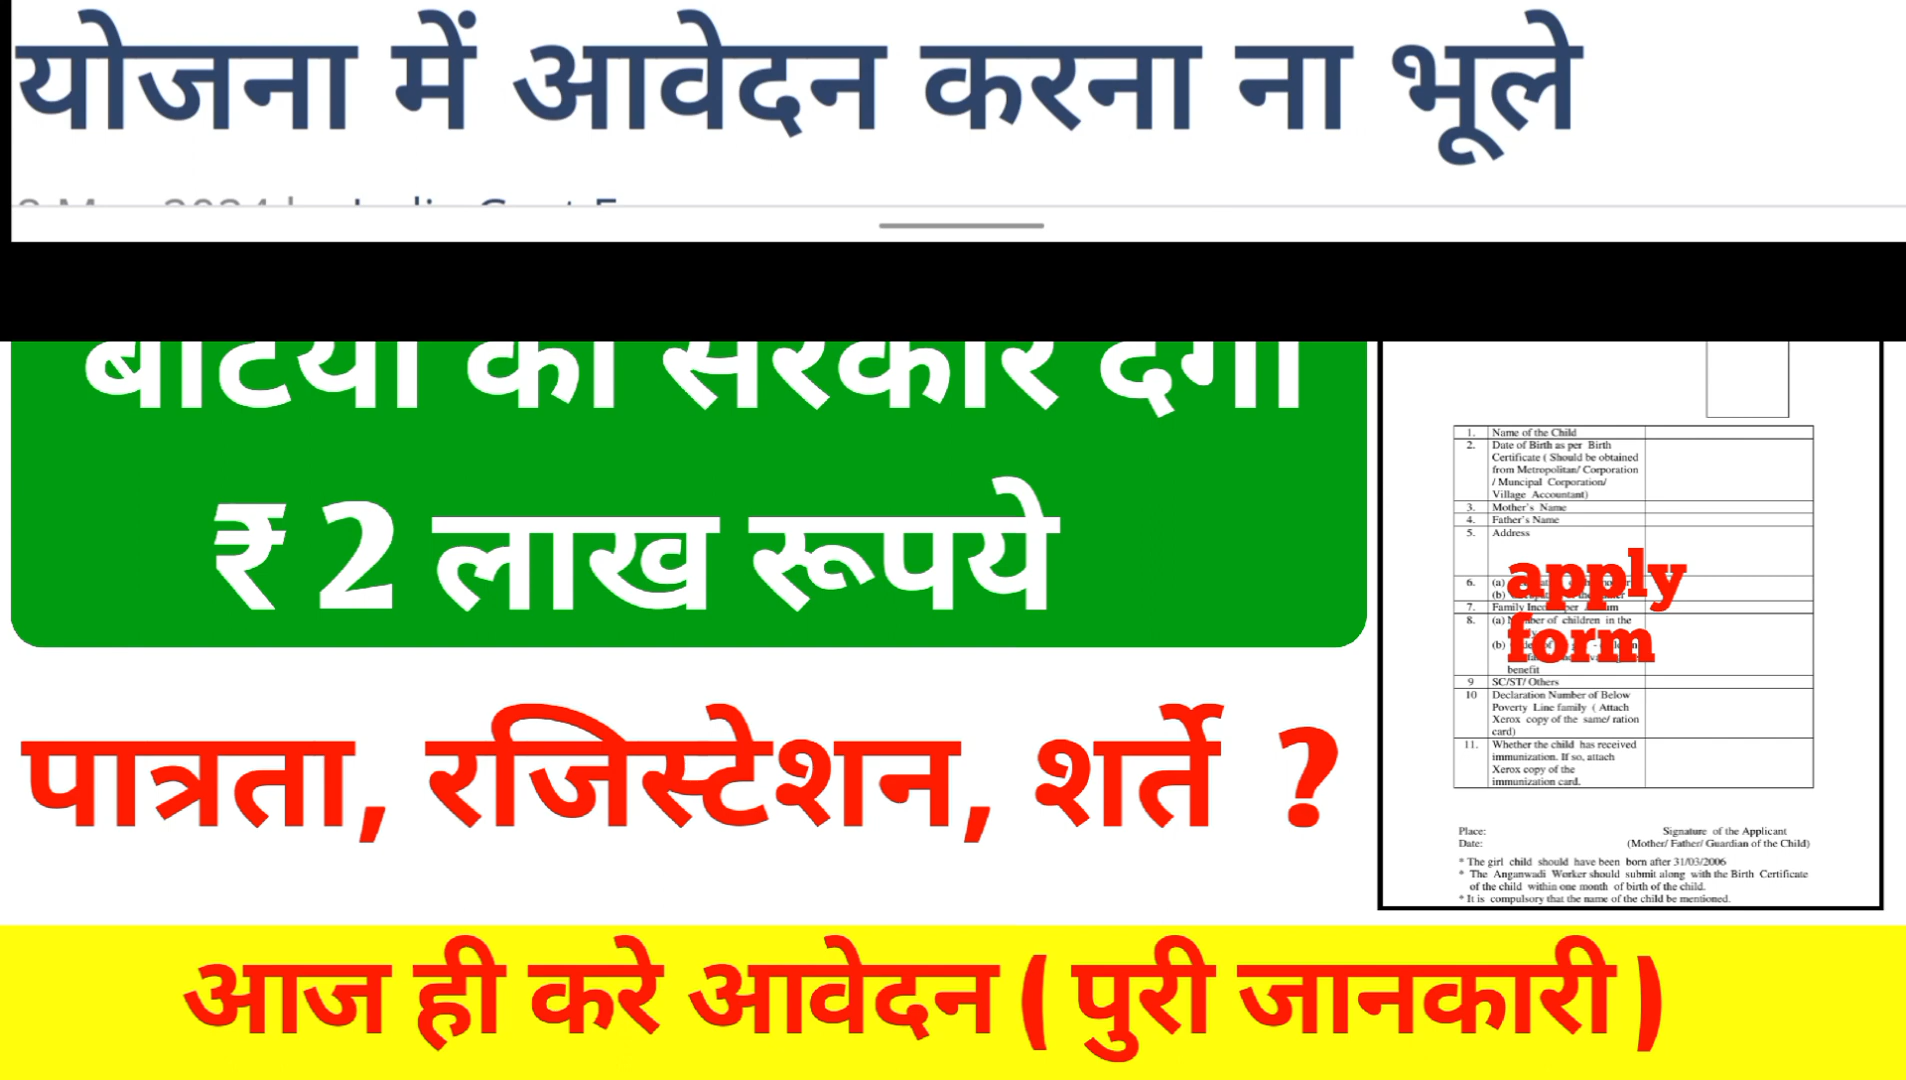 योजना में आवेदन करना ना भूले
बेटियों को सरकार देगी
₹ 2 लाख रूपये
पात्रता, रजिस्टेशन, शर्ते ?
आज ही करे आवेदन ( पुरी जानकारी )
1. Name of the Child
2. Date of Birth as per Birth
Certificate ( Should be obtained
from Metropolitan/ Corporation
/ Muncipal Corporation/
Village Accountant)
3. Mother's Name
4. Father's Name
5. Address
apply
form
6. (a)
(b)
7. Family
8. (a) of children in the
(b)
benefit
9 SC/ST/ Others
10 Declaration Number of Below
Poverty Line family ( Attach
Xerox copy of the same/ ration
card)
11. Whether the child has received
immunization. If so, attach
Xerox copy of the
immunization card.
Place: Signature of the Applicant
Date: (Mother/ Father/ Guardian of the Child)
* The girl child should have been born after 31/03/2006
* The Anganwadi Worker should submit along with the Birth Certificate
of the child within one month of birth of the child.
* It is compulsory that the name of the child be mentioned.